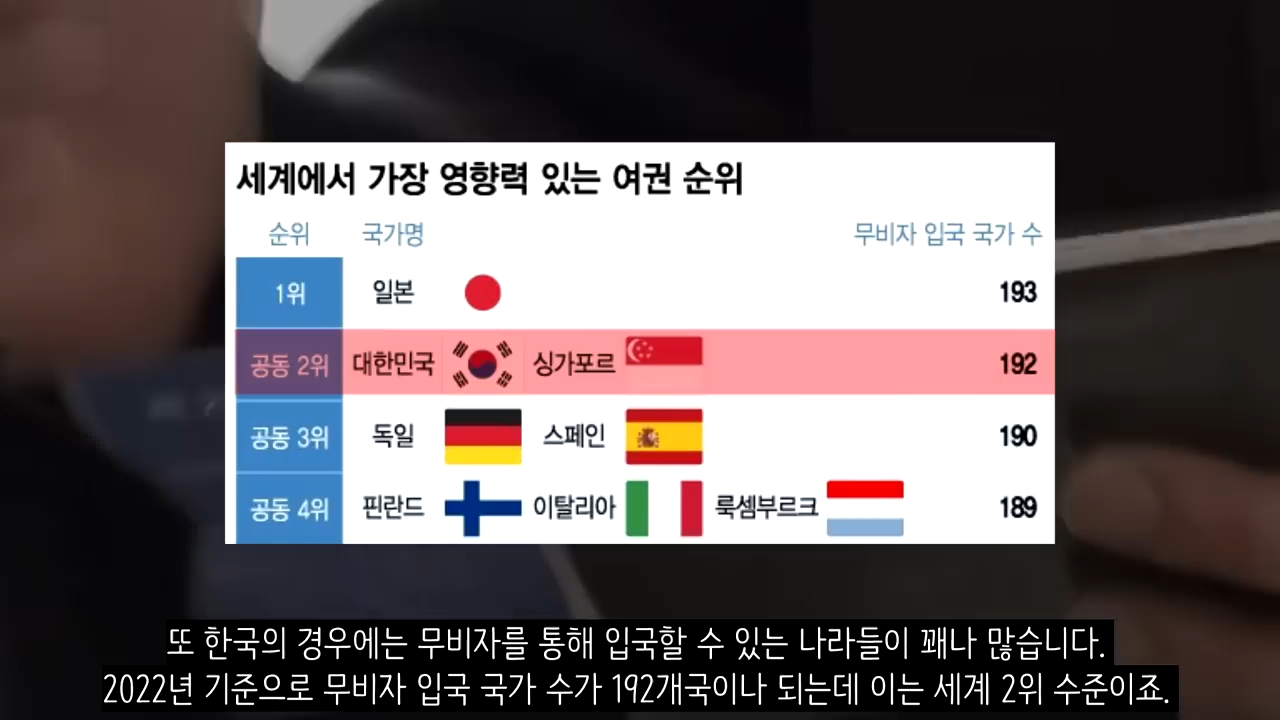 세계에서 가장 영향력 있는 여권 순위
순위 국가명 무비자 입국 국가 수
1위 일본 193
공동 2위 대한민국 싱가포르 192
공동 3위 독일 스페인 190
공동 4위 핀란드 이탈리아 룩셈부르크 189
또 한국의 경우에는 무비자를 통해 입국할 수 있는 나라들이 꽤나 많습니다.
2022년 기준으로 무비자 입국 국가 수가 192개국이나 되는데 이는 세계 2위 수준이죠.